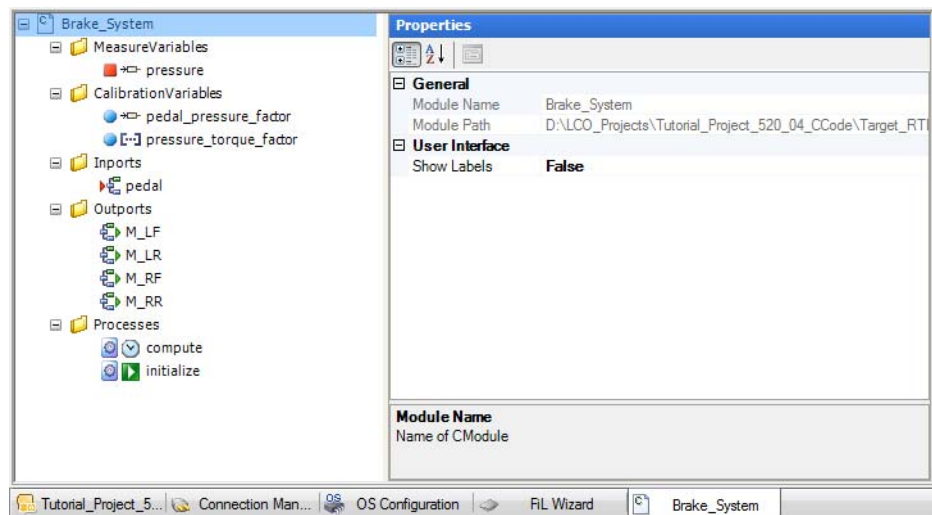 Brake_System
MeasureVariables
pressure
CalibrationVariables
pedal_pressure_factor
pressure_torque_factor
Inports
pedal
Outports
M_LF
M_LR
M_RF
M_RR
Processes
compute
initialize
Properties
General
Module Name Brake_System
Module Path D:\LCO_Projects\Tutorial_Project_520_04_CCode\Target_RTI
User Interface
Show Labels False
Module Name
Name of CModule
Tutorial_Project_5... Connection Man... OS Configuration FiL Wizard Brake_System